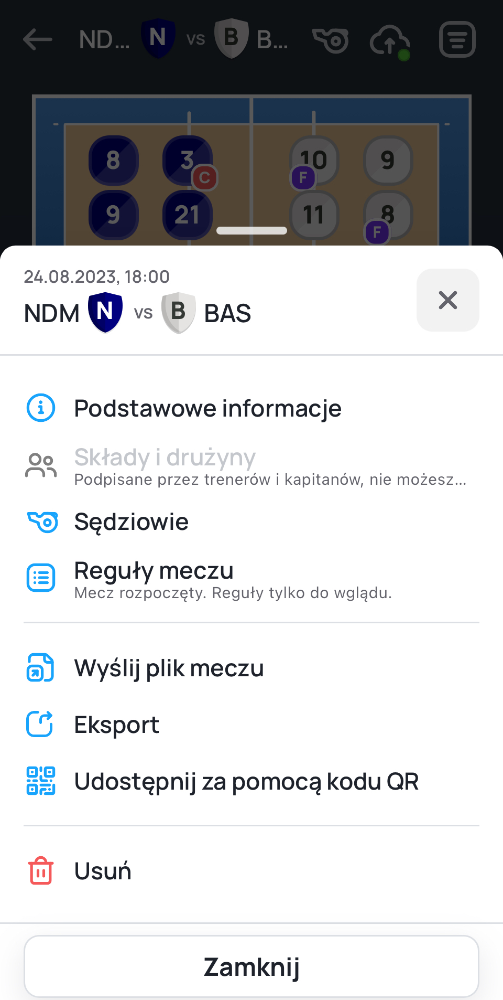 ND... N vs B B...
8 3 10 9
C F
9 21 11 8
F
24.08.2023, 18:00
NDM N vs B BAS
Podstawowe informacje
Składy i drużyny
Podpisane przez trenerów i kapitanów, nie możesz...
Sędziowie
Reguły meczu
Mecz rozpoczęty. Reguły tylko do wglądu.
Wyślij plik meczu
Eksport
Udostępnij za pomocą kodu QR
Usuń
Zamknij